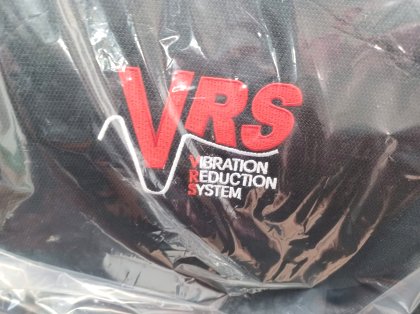 VRS
VIBRATION
REDUCTION
SYSTEM